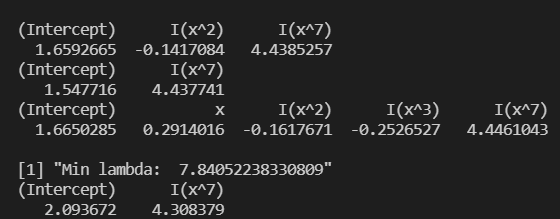 (Intercept) I(x^2) I(x^7)
1.6592665 -0.1417084 4.4385257
(Intercept) I(x^7)
1.547716 4.437741
(Intercept) x I(x^2) I(x^3) I(x^7)
1.6650285 0.2914016 -0.1617671 -0.2526527 4.4461043
[1] "Min lambda:  7.84052238330809"
(Intercept) I(x^7)
2.093672 4.308379